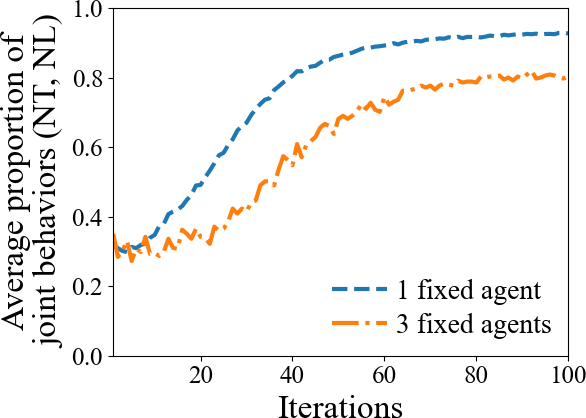 Average proportion of
joint behaviors (NT, NL)
1.0
0.8
0.6
0.4
0.2
0.0
1 fixed agent
3 fixed agents
20 40 60 80 100
Iterations